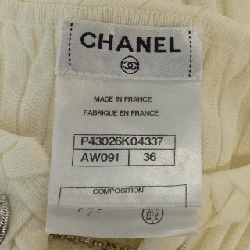 CHANEL
MADE IN FRANCE
FABRIQUE EN FRANCE
P43026K04337
AW091 36
COMPOSITION